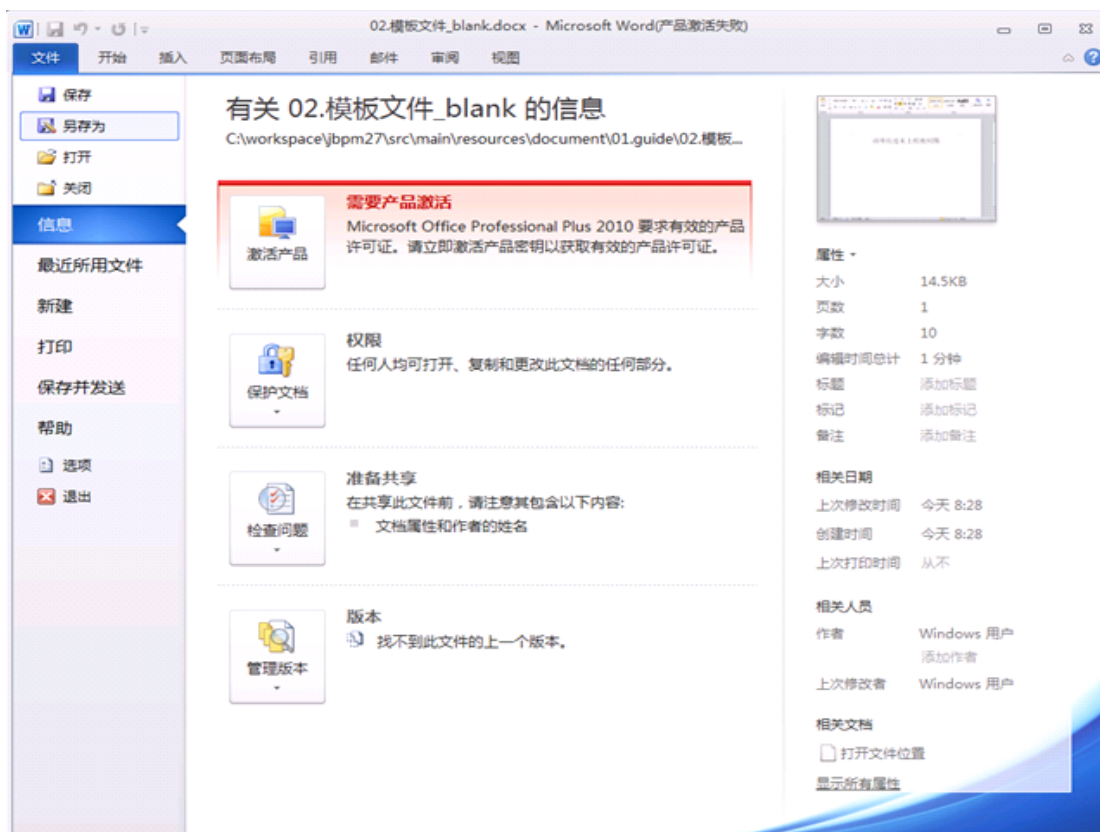 02.模板文件_blank.docx - Microsoft Word(产品激活失败)
文件 开始 插入 页面布局 引用 邮件 审阅 视图
保存
另存为
打开
关闭
信息
最近所用文件
新建
打印
保存并发送
帮助
选项
退出
有关 02.模板文件_blank 的信息
C:\workspace\jbpm27\src\main\resources\document\01.guide\02.模板...
激活产品
需要产品激活
Microsoft Office Professional Plus 2010 要求有效的产品
许可证。请立即激活产品密钥以获取有效的产品许可证。
保护文档
权限
任何人均可打开、复制和更改此文档的任何部分。
检查问题
准备共享
在共享此文件前，请注意其包含以下内容:
文档属性和作者的姓名
管理版本
版本
找不到此文件的上一个版本。
属性
大小 14.5KB
页数 1
字数 10
编辑时间总计 1 分钟
标题 添加标题
标记 添加标记
备注 添加备注
相关日期
上次修改时间 今天 8:28
创建时间 今天 8:28
上次打印时间 从不
相关人员
作者 Windows 用户
添加作者
上次修改者 Windows 用户
相关文档
打开文件位置
显示所有属性